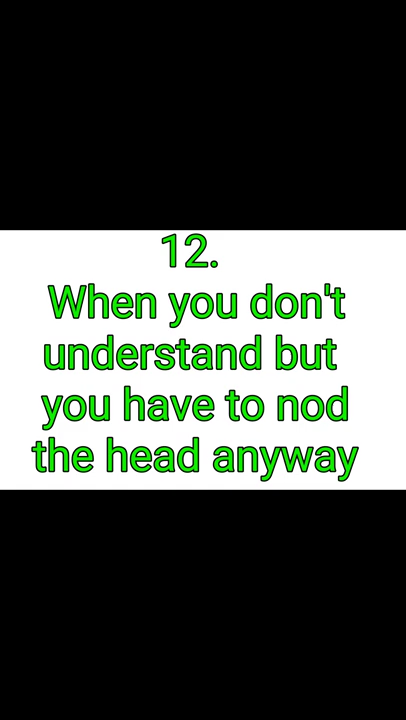 12.
When you don't
understand but
you have to nod
the head anyway